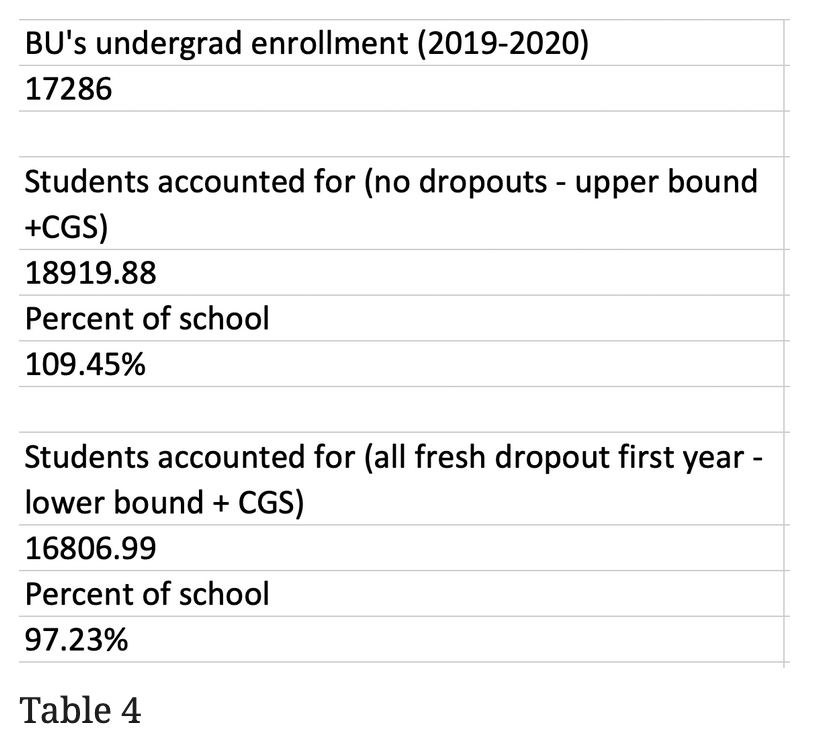 BU's undergrad enrollment (2019-2020)
17286
Students accounted for (no dropouts - upper bound
+CGS)
18919.88
Percent of school
109.45%
Students accounted for (all fresh dropout first year -
lower bound + CGS)
16806.99
Percent of school
97.23%
Table 4